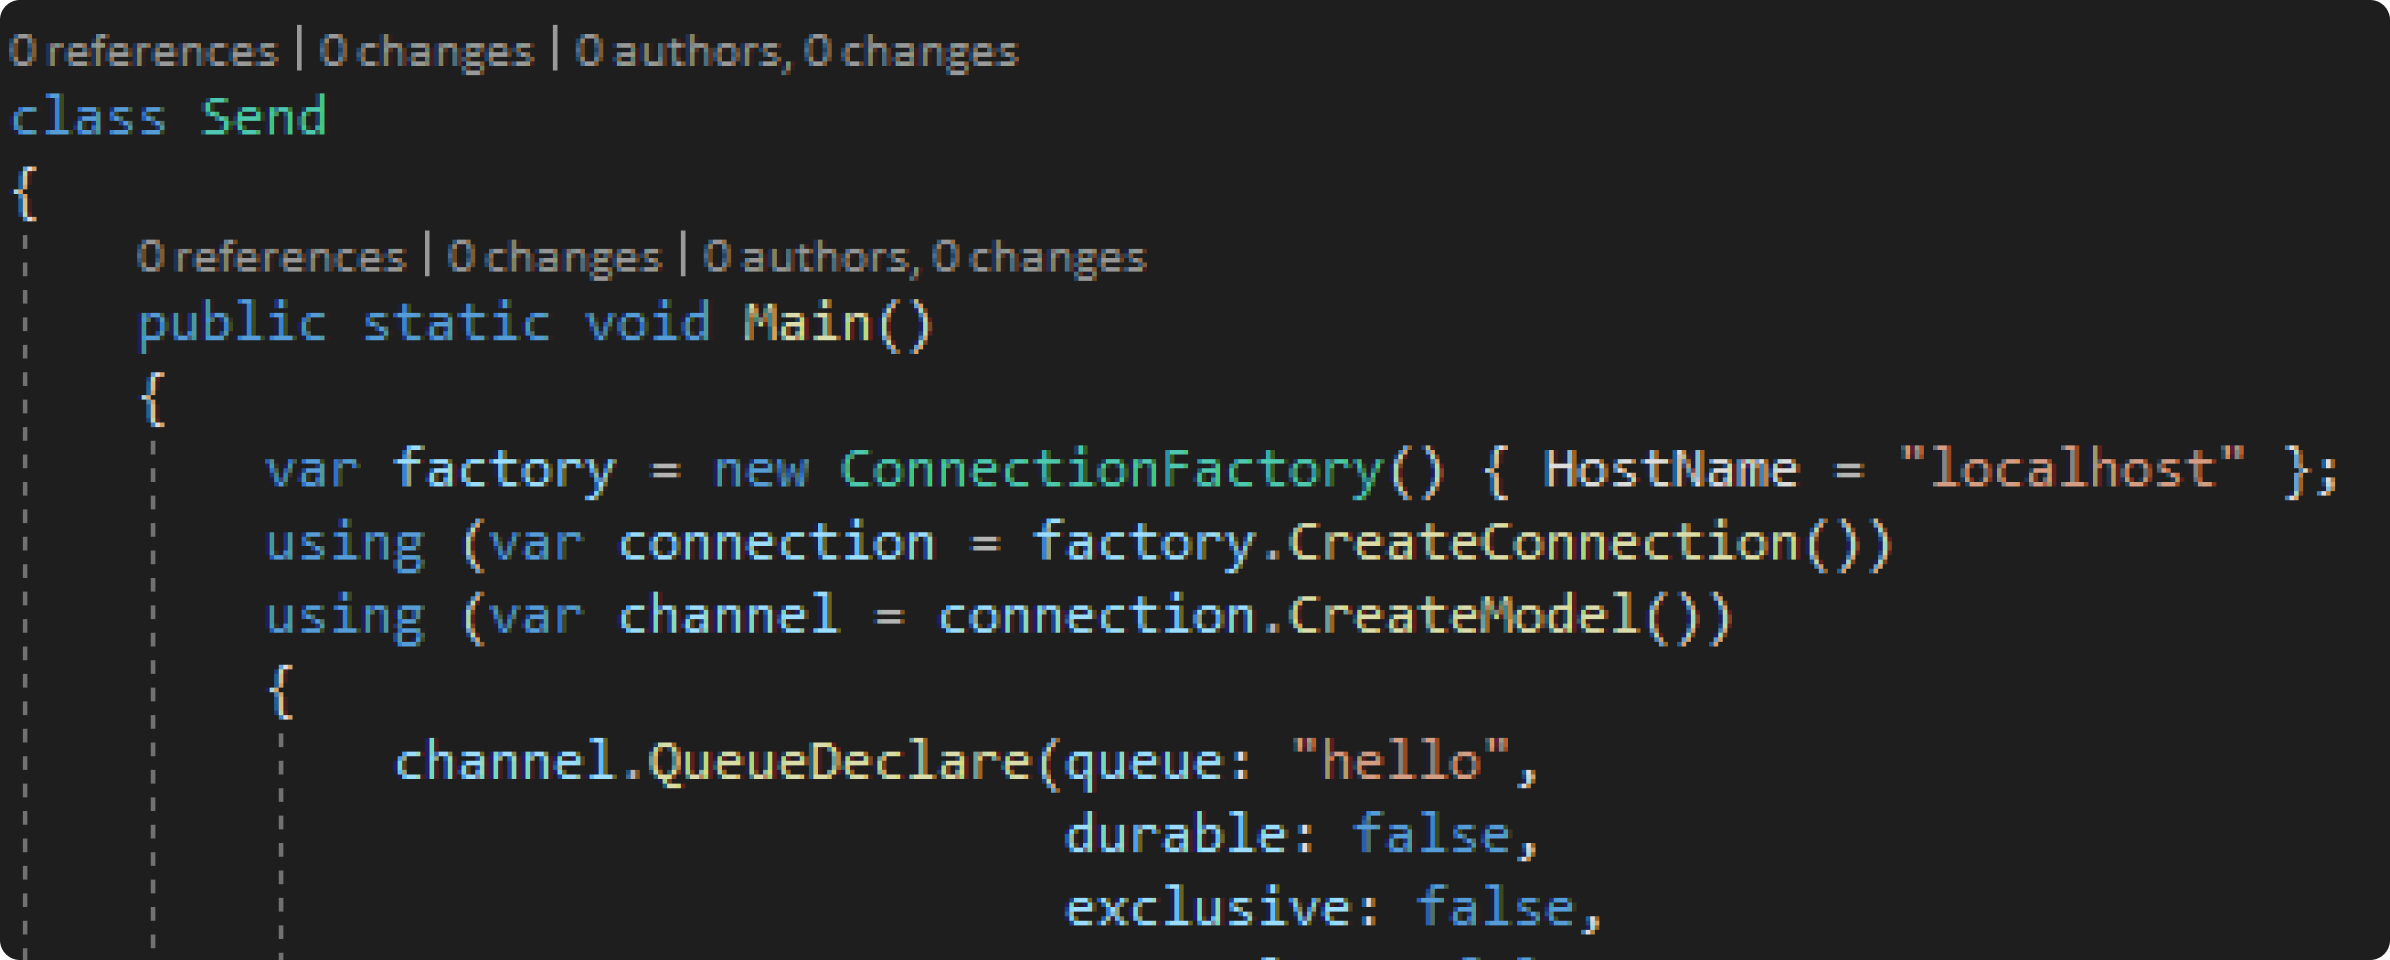 0 references | 0 changes | 0 authors, 0 changes
class Send
{
0 references | 0 changes | 0 authors, 0 changes
public static void Main()
{
var factory = new ConnectionFactory() { HostName = "localhost" };
using (var connection = factory.CreateConnection())
using (var channel = connection.CreateModel())
{
channel.QueueDeclare(queue: "hello",
durable: false,
exclusive: false,